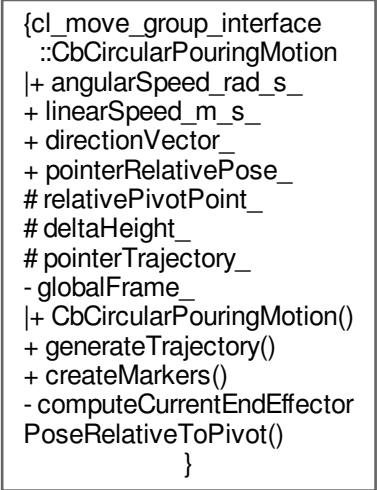 {cl_move_group_interface
::CbCircularPouringMotion
|+ angularSpeed_rad_s_
+ linearSpeed_m_s_
+ directionVector_
+ pointerRelativePose_
# relativePivotPoint_
# deltaHeight_
# pointerTrajectory_
- globalFrame_
|+ CbCircularPouringMotion()
+ generateTrajectory()
+ createMarkers()
- computeCurrentEndEffector
PoseRelativeToPivot()
}